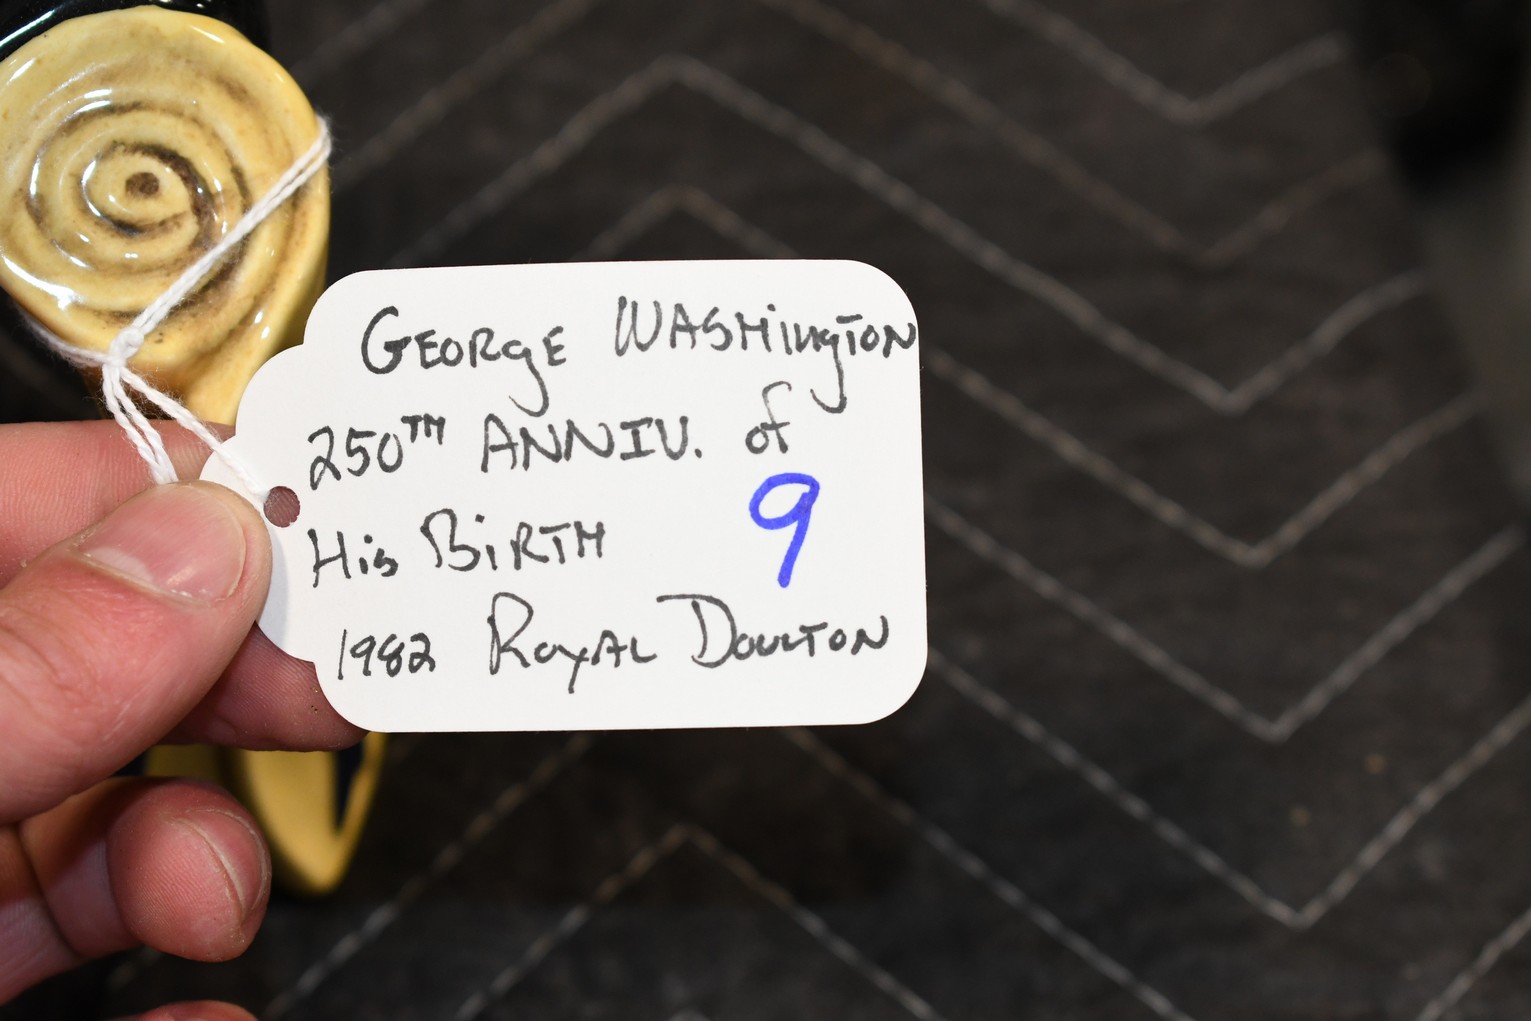 GEORgE WASHington
250TH ANNIV. of
His BiRTH
9
1982 RoyAL DOULTON